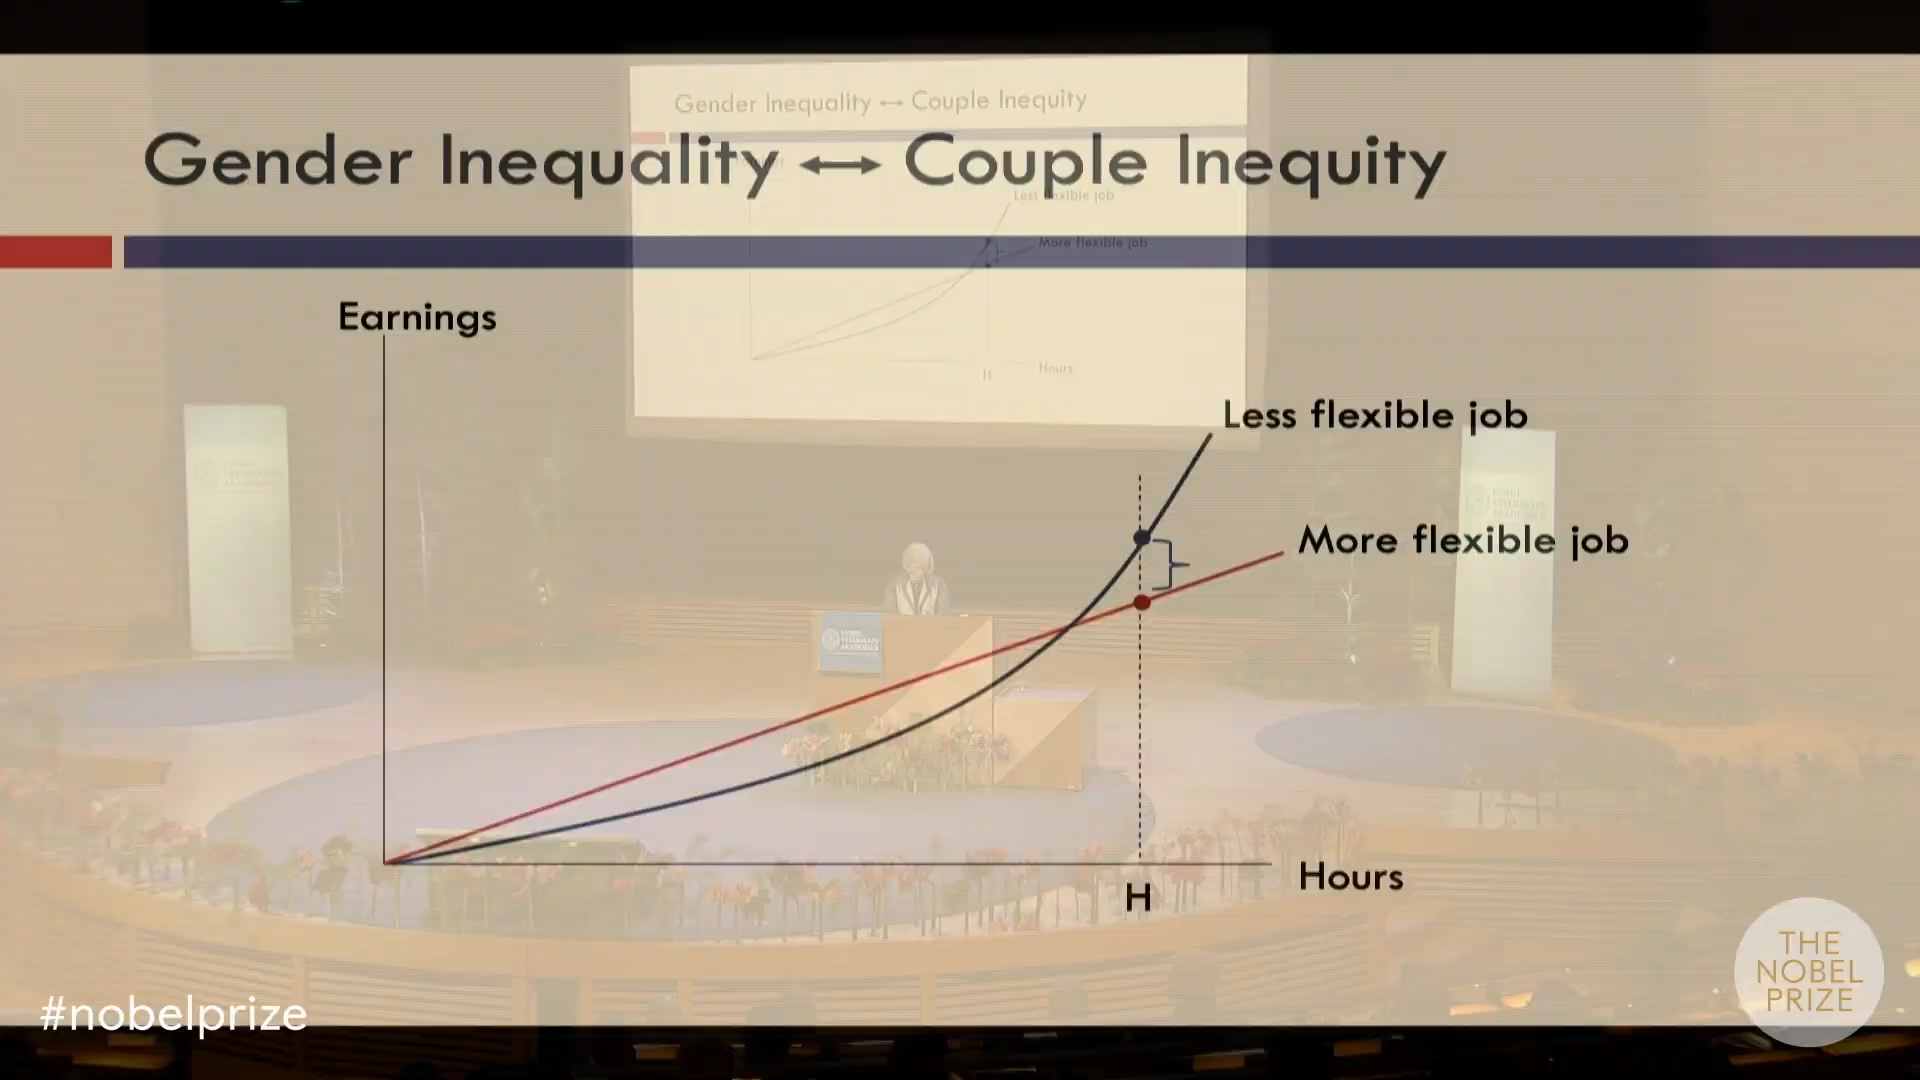 Gender Inequality ↔ Couple Inequity
Gender Inequality ↔ Couple Inequity
Less flexible job
More flexible job
Hours
H
Earnings
Less flexible job
More flexible job
Hours
H
#nobelprize
THE
NOBEL
PRIZE